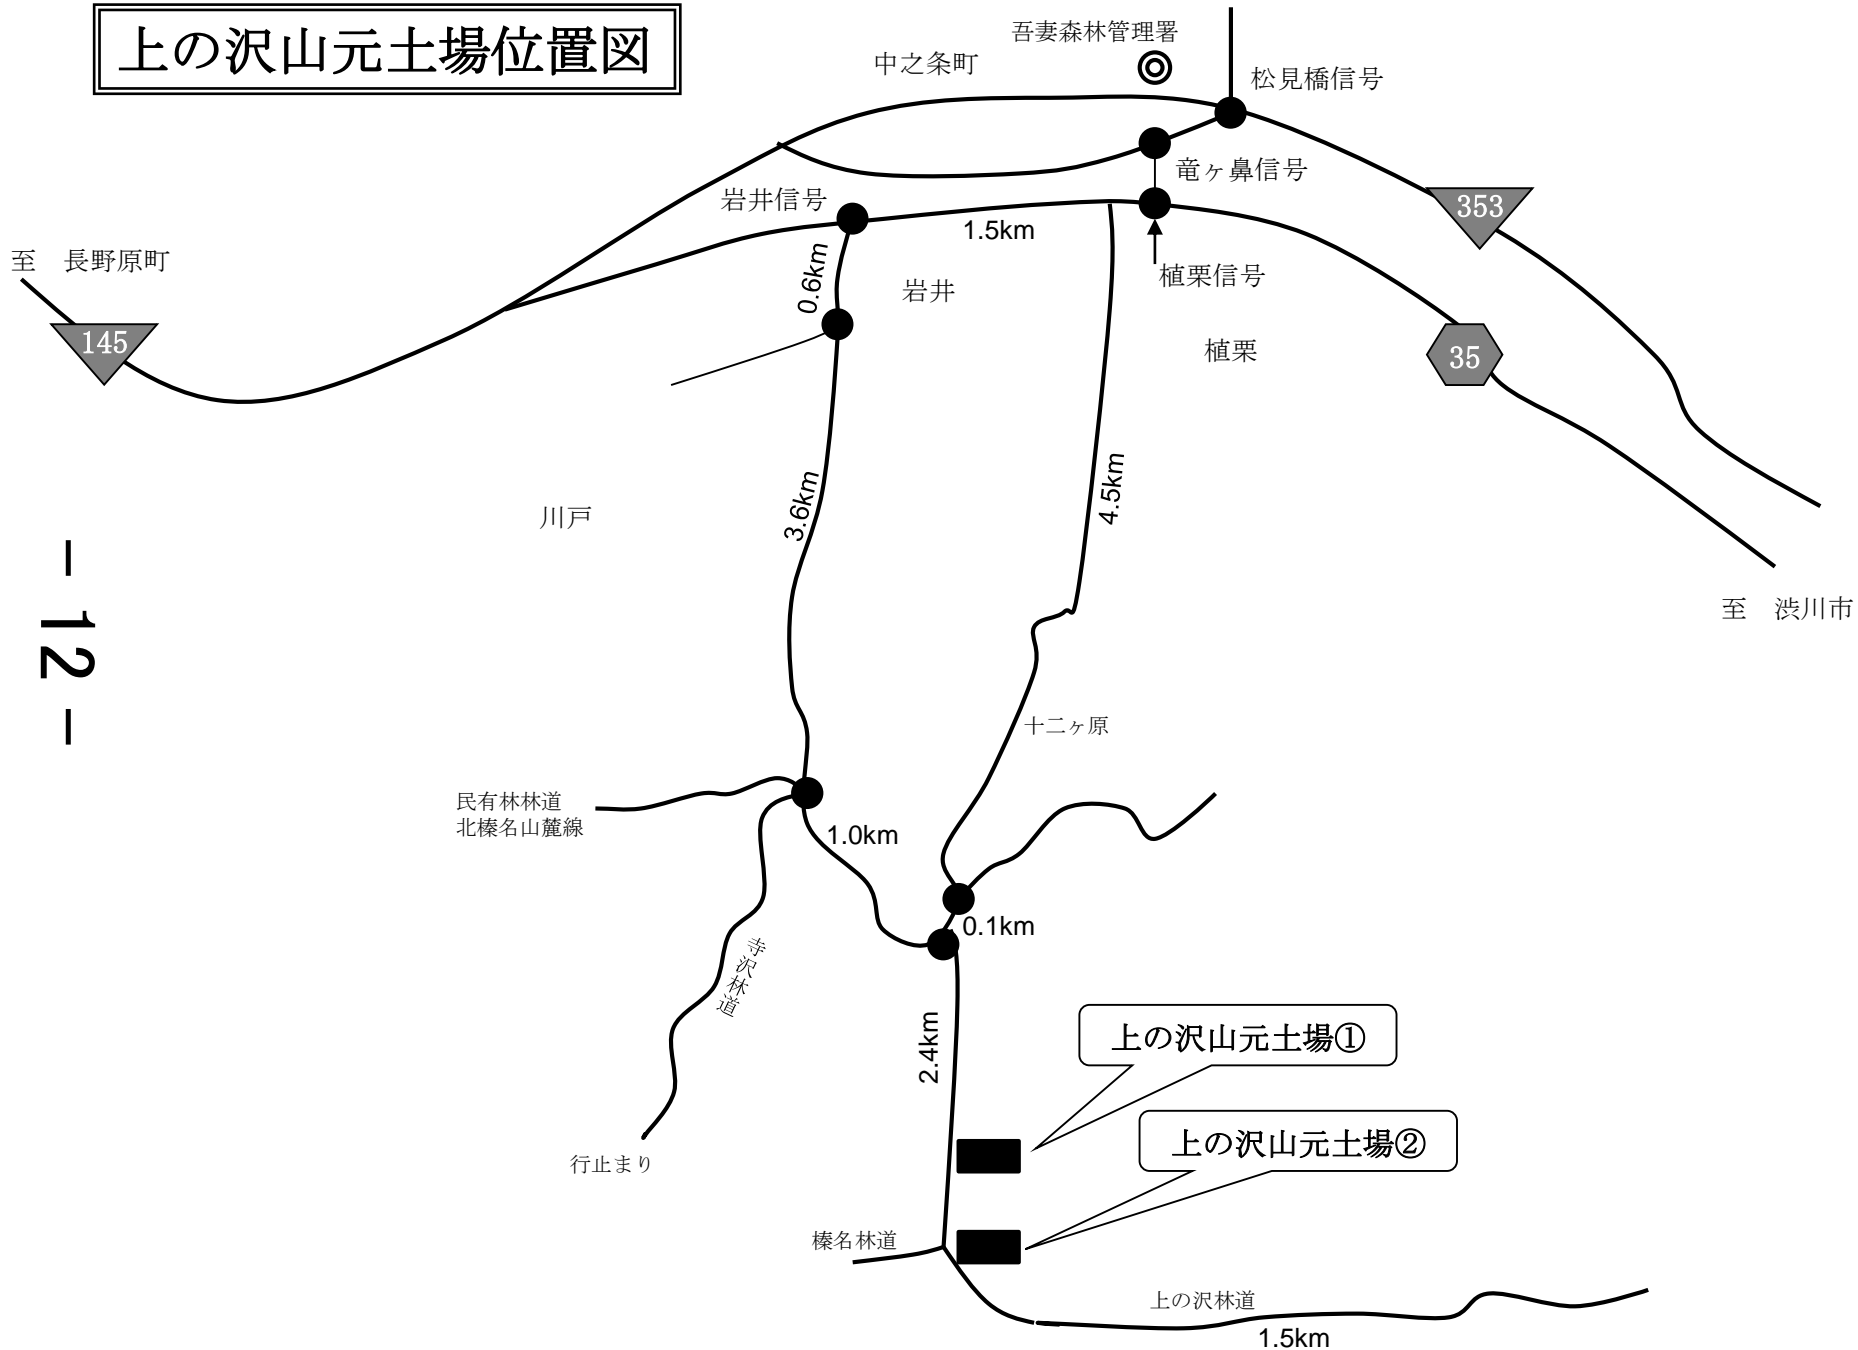 上の沢山元土場位置図
吾妻森林管理署
中之条町
松見橋信号
竜ヶ鼻信号
岩井信号
353
1.5km
至　長野原町
0.6km
岩井
植栗信号
145
植栗
35
4.5km
3.6km
川戸
至　渋川市
- 12 -
十二ヶ原
民有林林道
北榛名山麓線
1.0km
0.1km
寺沢林道
2.4km
上の沢山元土場①
上の沢山元土場②
行止まり
榛名林道
上の沢林道
1.5km